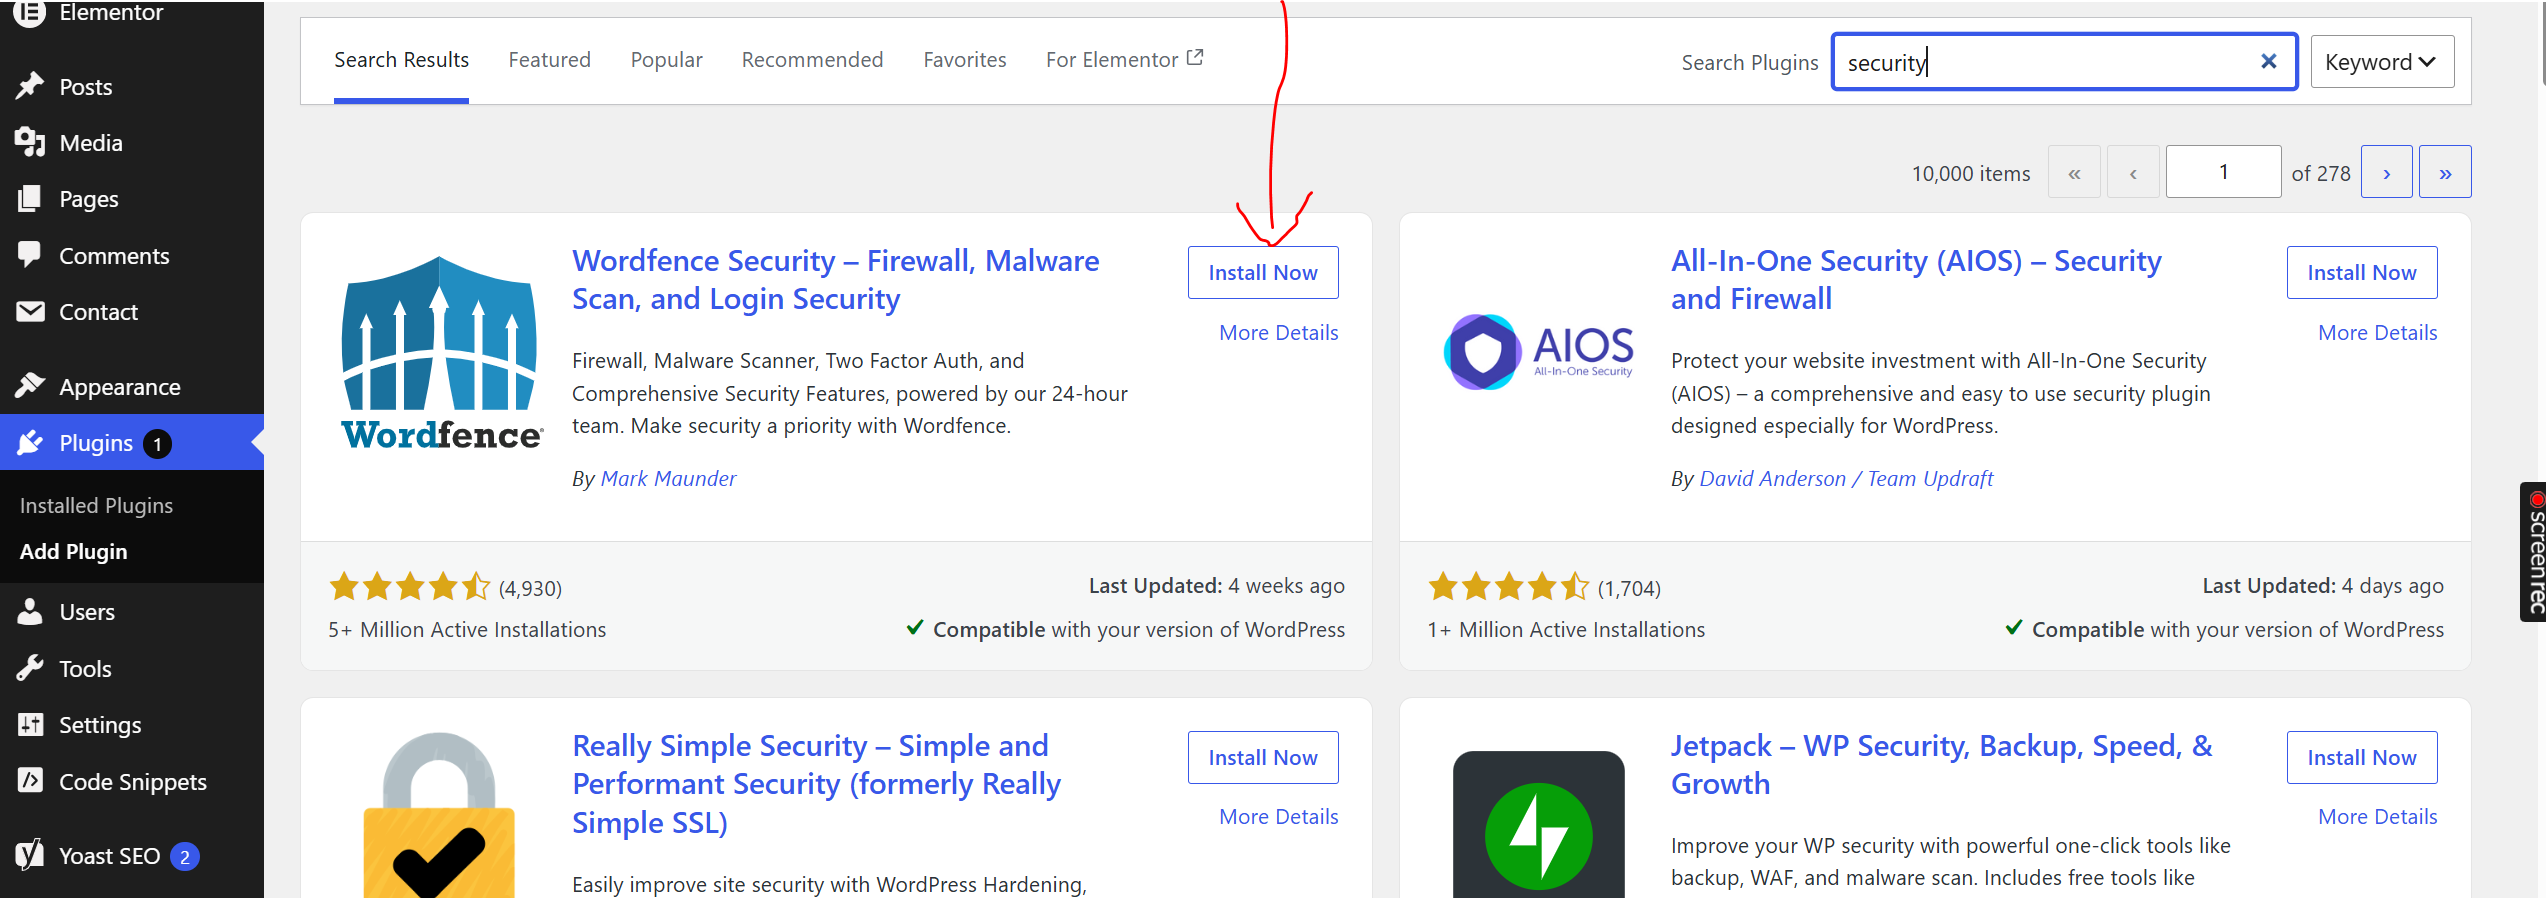 Elementor
Posts
Media
Pages
Comments
Contact
Appearance
Plugins 1
Installed Plugins
Add Plugin
Users
Tools
Settings
Code Snippets
Yoast SEO 2
Search Results Featured Popular Recommended Favorites For Elementor
Search Plugins security Keyword
10,000 items « ‹ 1 of 278 › »
Wordfence
Wordfence Security – Firewall, Malware
Scan, and Login Security
Install Now
More Details
Firewall, Malware Scanner, Two Factor Auth, and
Comprehensive Security Features, powered by our 24-hour
team. Make security a priority with Wordfence.
By Mark Maunder
(4,930)
5+ Million Active Installations
Last Updated: 4 weeks ago
Compatible with your version of WordPress
AIOS
All-In-One Security
All-In-One Security (AIOS) – Security
and Firewall
Install Now
More Details
Protect your website investment with All-In-One Security
(AIOS) – a comprehensive and easy to use security plugin
designed especially for WordPress.
By David Anderson / Team Updraft
(1,704)
1+ Million Active Installations
Last Updated: 4 days ago
Compatible with your version of WordPress
Really Simple Security – Simple and
Performant Security (formerly Really
Simple SSL)
Install Now
More Details
Easily improve site security with WordPress Hardening,
Jetpack – WP Security, Backup, Speed, &
Growth
Install Now
More Details
Improve your WP security with powerful one-click tools like
backup, WAF, and malware scan. Includes free tools like
screenrec